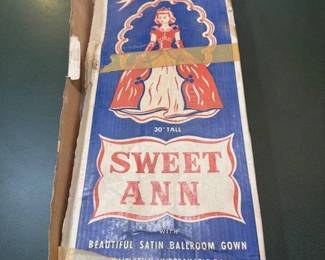 30" TALL
SWEET
ANN
WITH
BEAUTIFUL SATIN BALLROOM GOWN